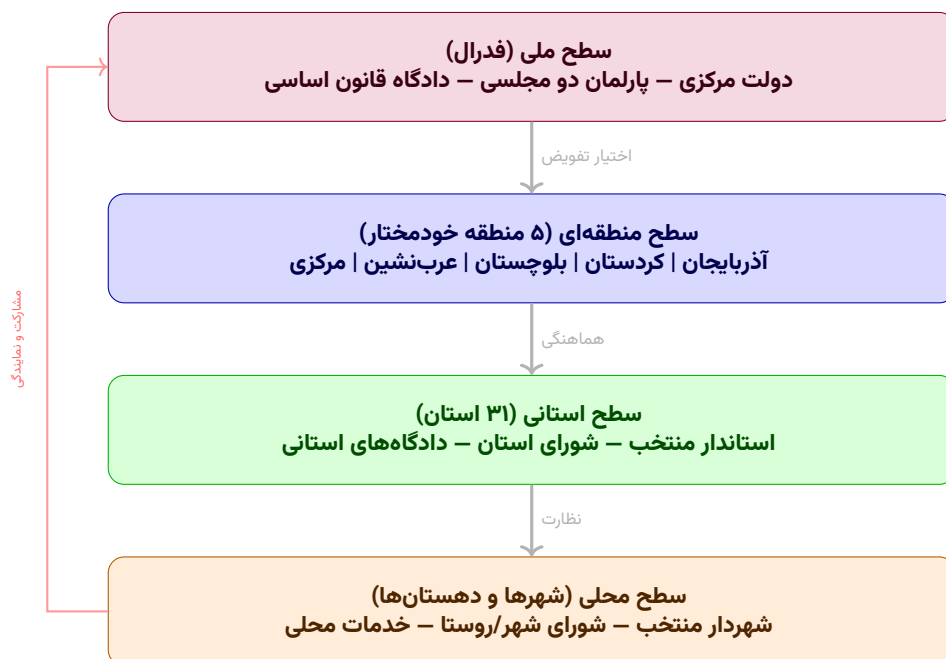 سطح ملی (فدرال)
دولت مرکزی – پارلمان دو مجلسی – دادگاه قانون اساسی
اختیار تفویض
سطح منطقه‌ای (۵ منطقه خودمختار)
آذربایجان | کردستان | بلوچستان | عرب‌نشین | مرکزی
هماهنگی
سطح استانی (۳۱ استان)
استاندار منتخب – شورای استان – دادگاه‌های استانی
نظارت
سطح محلی (شهرها و دهستان‌ها)
شهردار منتخب – شورای شهر/روستا – خدمات محلی
مشارکت و نمایندگی